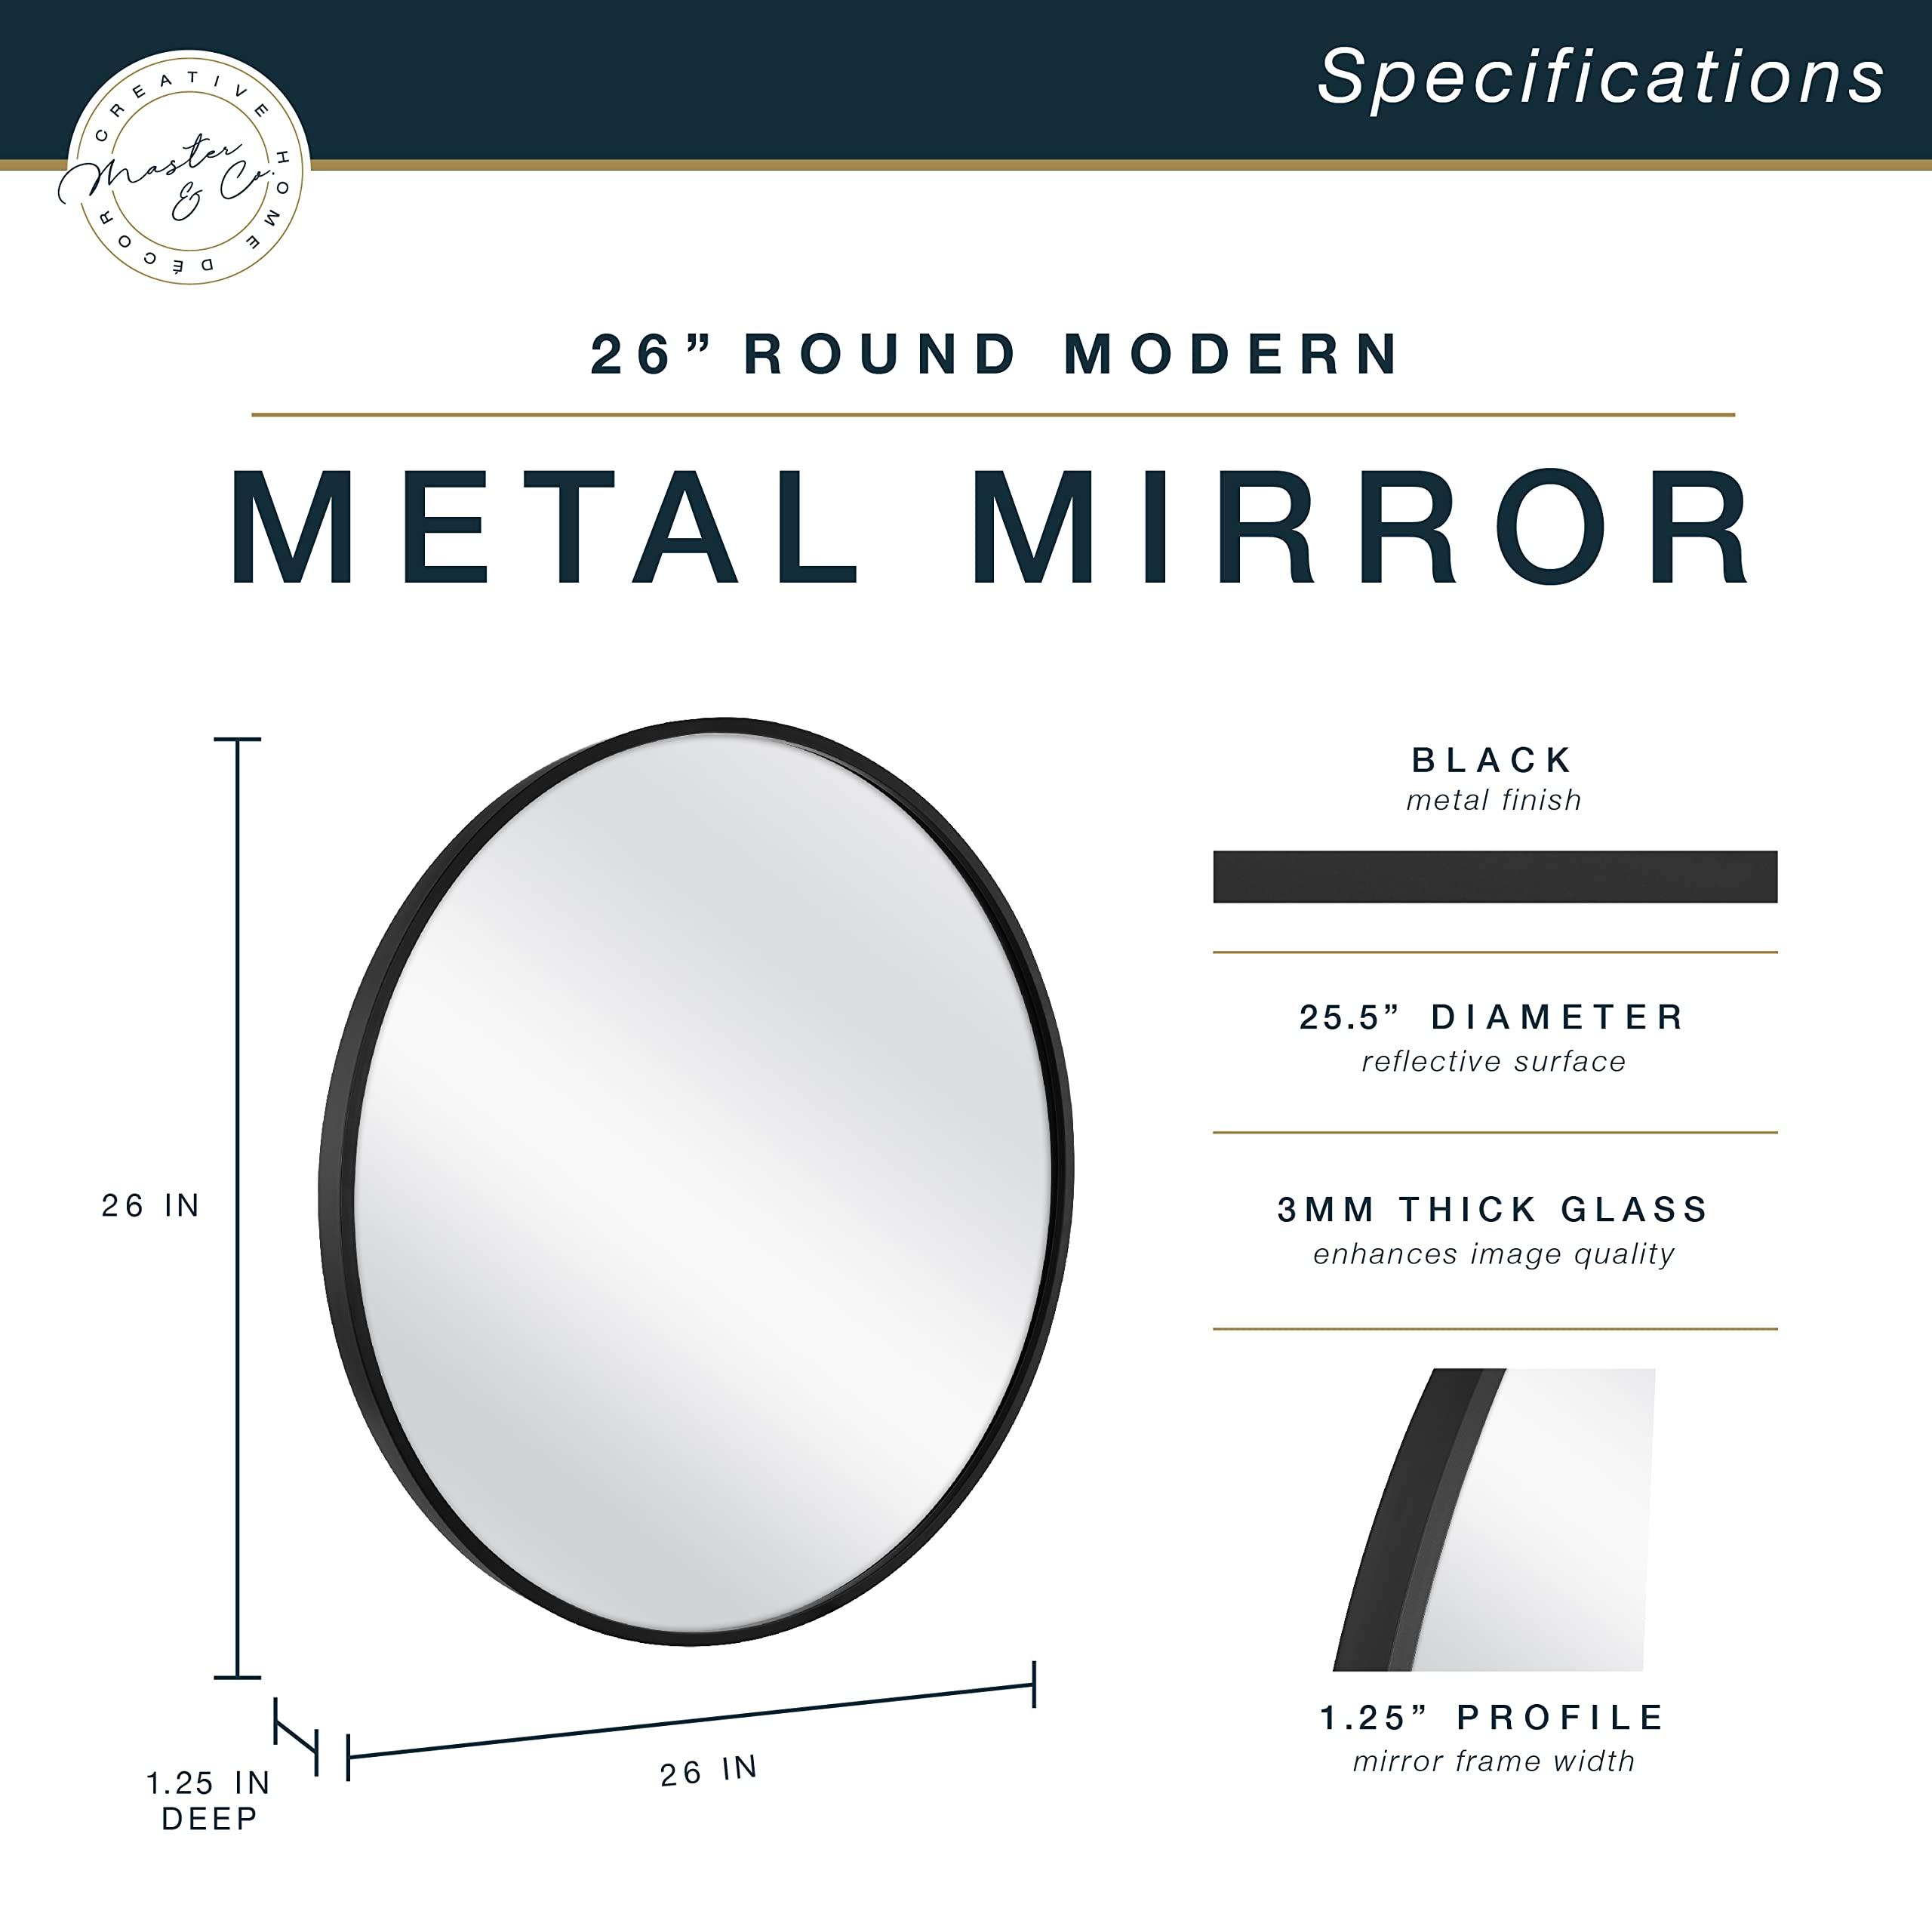 Specifications
CREATIVE HOME DÉCOR
Master
& Co.
26” ROUND MODERN
METAL MIRROR
BLACK
metal finish
25.5” DIAMETER
reflective surface
26 IN
3MM THICK GLASS
enhances image quality
1.25” PROFILE
mirror frame width
26 IN
1.25 IN
DEEP